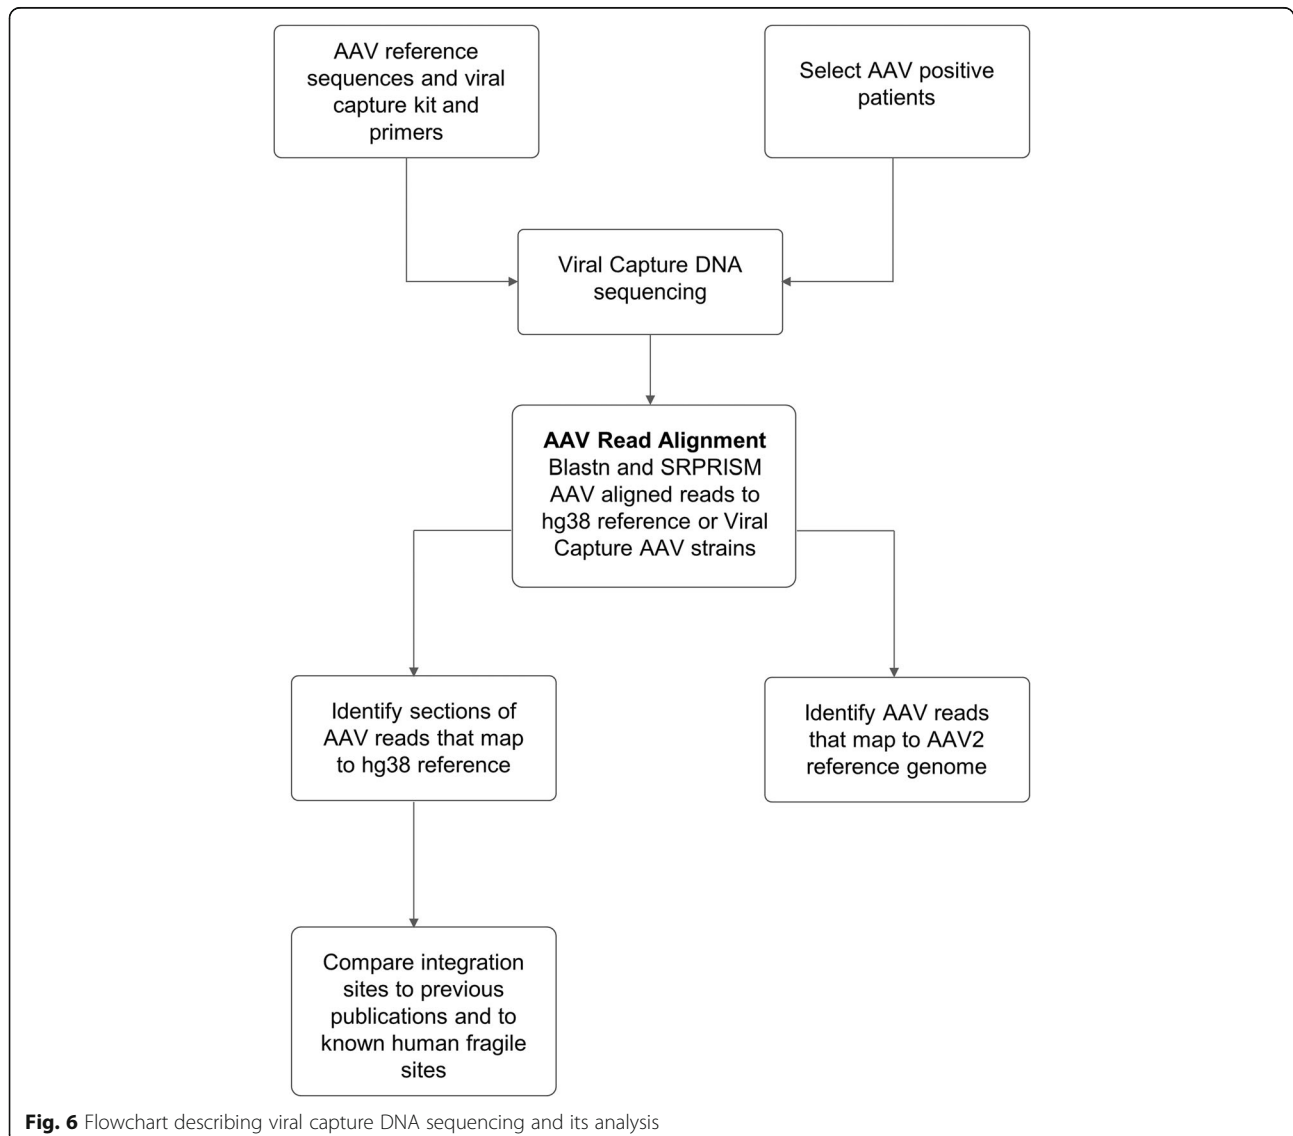 AAV reference
sequences and viral
capture kit and
primers
Select AAV positive
patients
Viral Capture DNA
sequencing
AAV Read Alignment
Blastn and SRPRISM
AAV aligned reads to
hg38 reference or Viral
Capture AAV strains
Identify sections of
AAV reads that map
to hg38 reference
Identify AAV reads
that map to AAV2
reference genome
Compare integration
sites to previous
publications and to
known human fragile
sites
Fig. 6 Flowchart describing viral capture DNA sequencing and its analysis